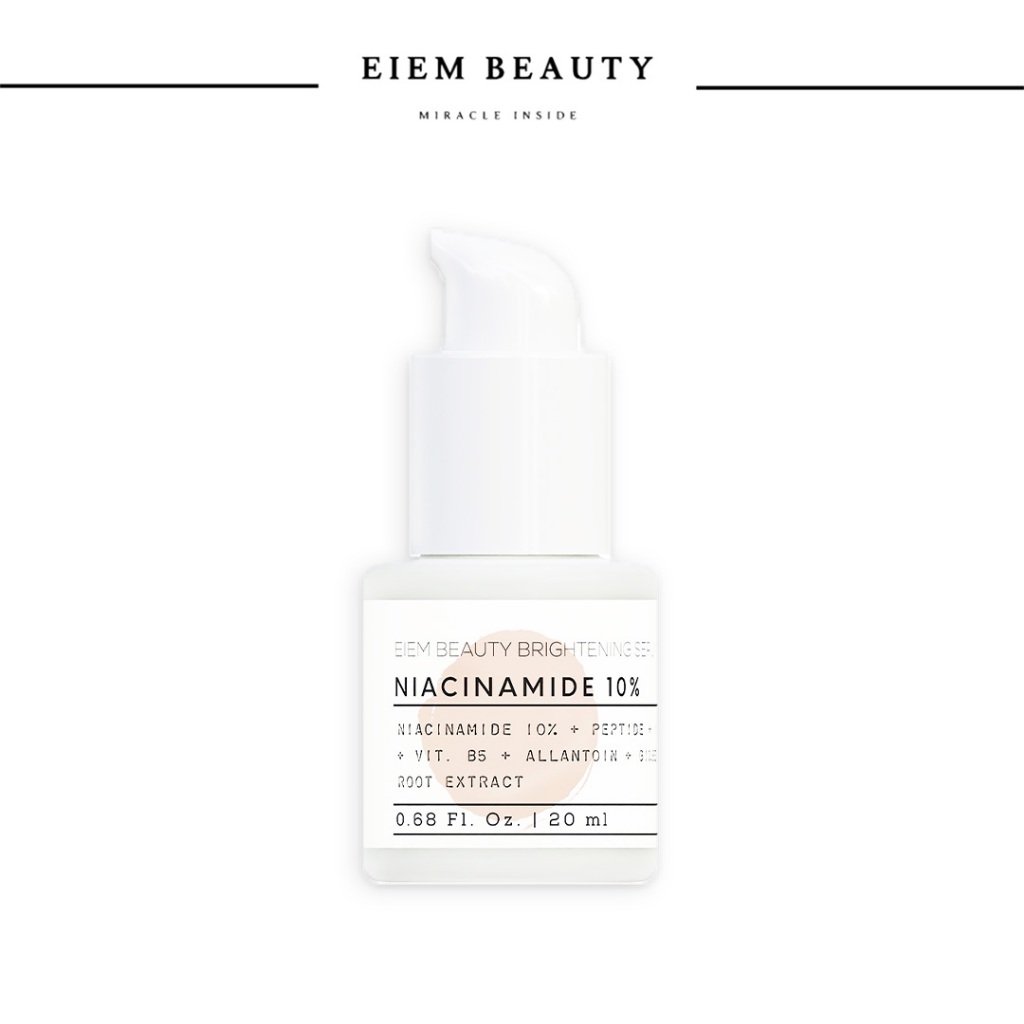 EIEM BEAUTY
MIRACLE INSIDE
EIEM BEAUTY BRIGHTENING
NIACINAMIDE 10%
NIACINAMIDE 10% + PEPTIDE +
+ VIT. B5 + ALLANTOIN +
ROOT EXTRACT
0.68 Fl. Oz. | 20 ml